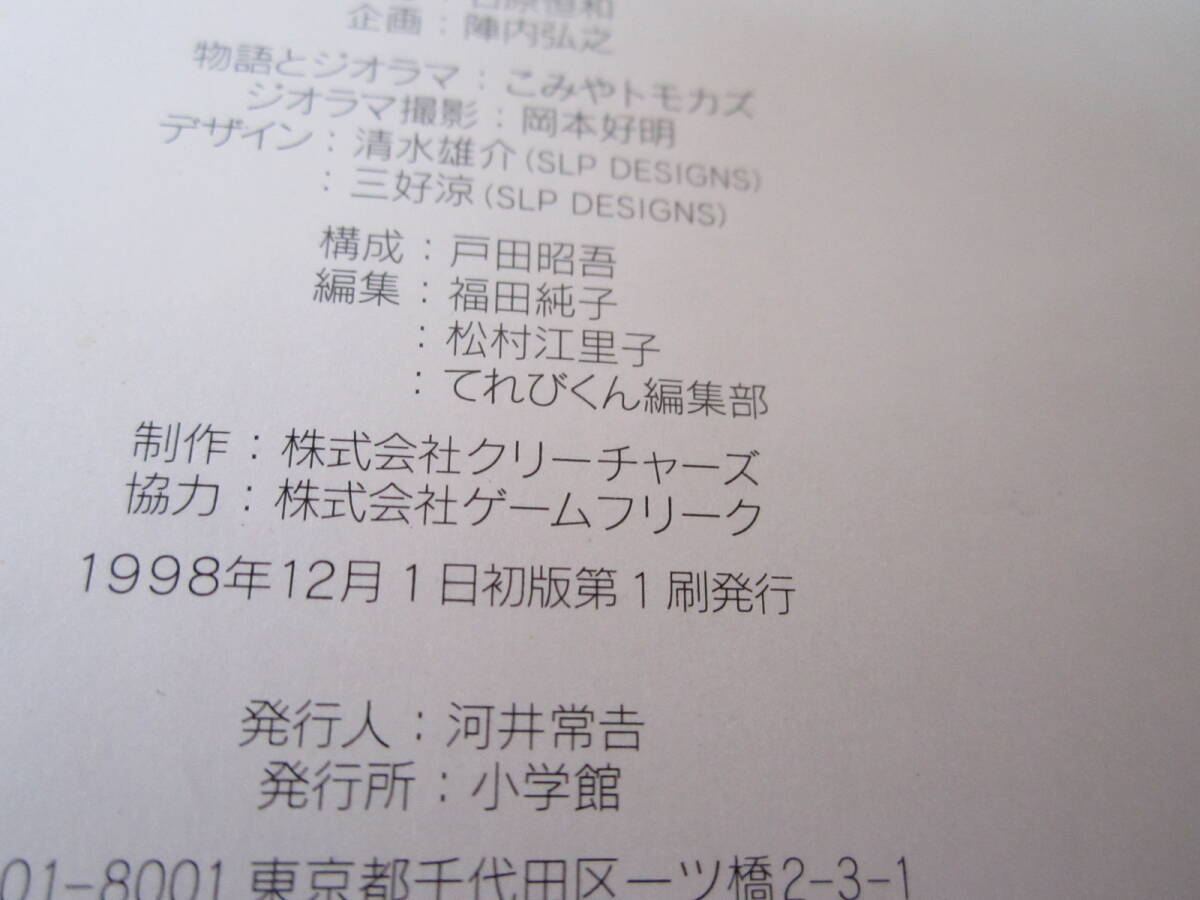 石原恒和
企画：陣内弘之
物語とジオラマ：こみやトモカズ
ジオラマ撮影：岡本好明
デザイン：清水雄介(SLP DESIGNS)
：三好涼(SLP DESIGNS)
構成：戸田昭吾
編集：福田純子
：松村江里子
：てれびくん編集部
制作：株式会社クリーチャーズ
協力：株式会社ゲームフリーク
1998年12月1日初版第1刷発行
発行人：河井常吉
発行所：小学館
01-8001 東京都千代田区一ツ橋2-3-1